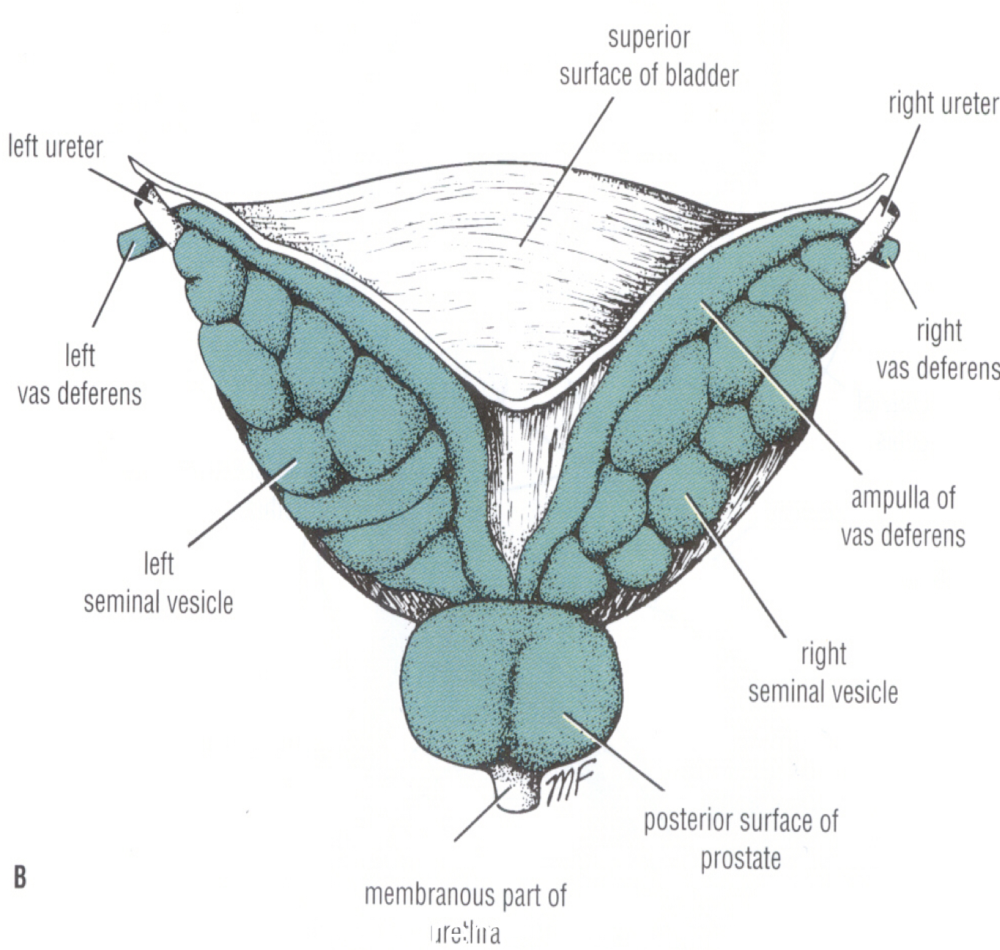 superior
surface of bladder
right ureter
left ureter
left
vas deferens
right
vas deferens
ampulla of
vas deferens
left
seminal vesicle
right
seminal vesicle
MF
posterior surface of
prostate
B
membranous part of
urethra